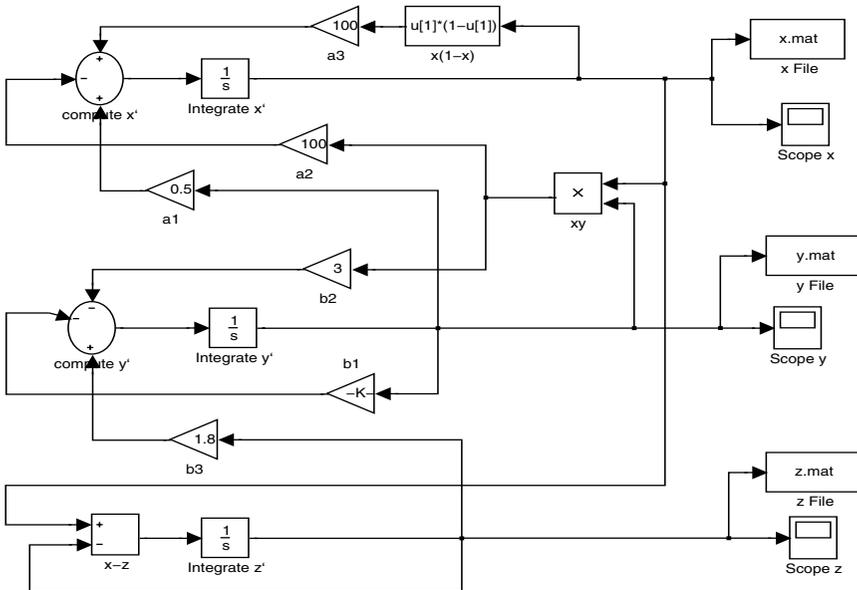 100
a3
u[1]*(1−u[1])
x(1−x)
x.mat
x File
+
−
+
compute x‘
1
s
Integrate x‘
Scope x
100
a2
0.5
a1
×
xy
y.mat
y File
3
b2
−
−
+
compute y‘
1
s
Integrate y‘
Scope y
b1
−K−
1.8
b3
z.mat
z File
+
−
x−z
1
s
Integrate z‘
Scope z